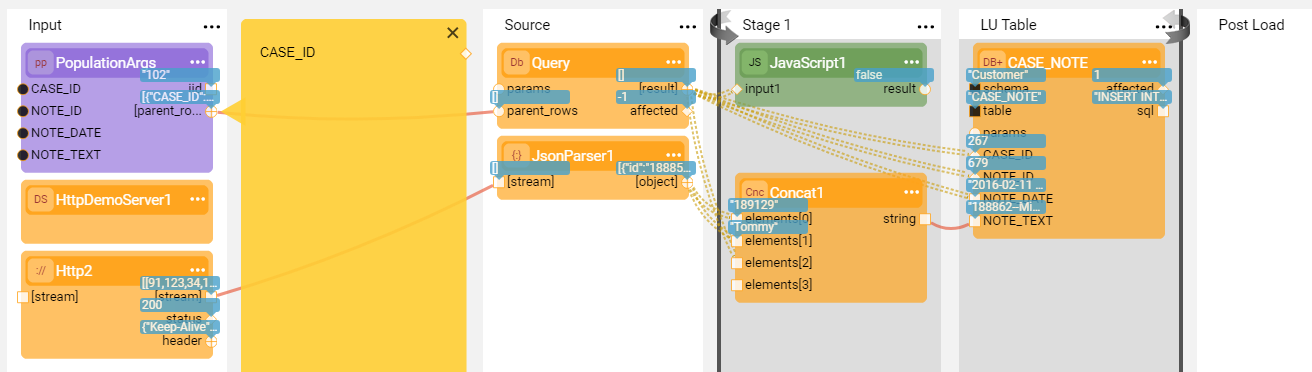 Input
pp PopulationArgs
"102"
CASE_ID
iid
[{"CASE_ID":...
NOTE_ID
[parent_ro...
NOTE_DATE
NOTE_TEXT
DS HttpDemoServer1
:// Http2
[[91,123,34,1...
[stream]
[stream]
200
status
{"Keep-Alive"...
header
CASE_ID
Source
Db Query
[]
params
[result]
[]
-1
parent_rows
affected
{·} JsonParser1
[]
[{"id":"18885...
[stream]
[object]
Stage 1
JS JavaScript1
false
input1
result
Cnc Concat1
"189129"
elements[0]
string
"Tommy"
elements[1]
elements[2]
elements[3]
LU Table
DB+ CASE_NOTE
"Customer"
1
schema
affected
"CASE_NOTE"
"INSERT INT...
table
sql
params
267
CASE_ID
679
NOTE_ID
"2016-02-11 ...
NOTE_DATE
"188862--Mi...
NOTE_TEXT
Post Load